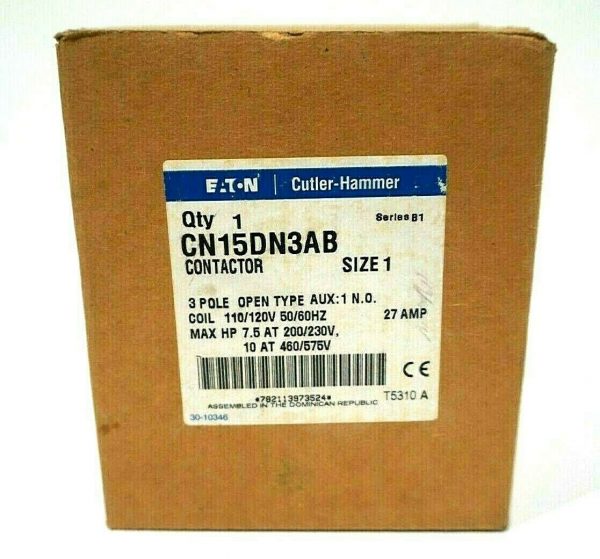 EATON | Cutler-Hammer
Qty 1 Series B1
CN15DN3AB
CONTACTOR SIZE 1
3 POLE OPEN TYPE AUX:1 N.O.
COIL 110/120V 50/60HZ 27 AMP
MAX HP 7.5 AT 200/230V,
10 AT 460/575V
CE
*782113973524* T5310 A
ASSEMBLED IN THE DOMINICAN REPUBLIC
30-10346